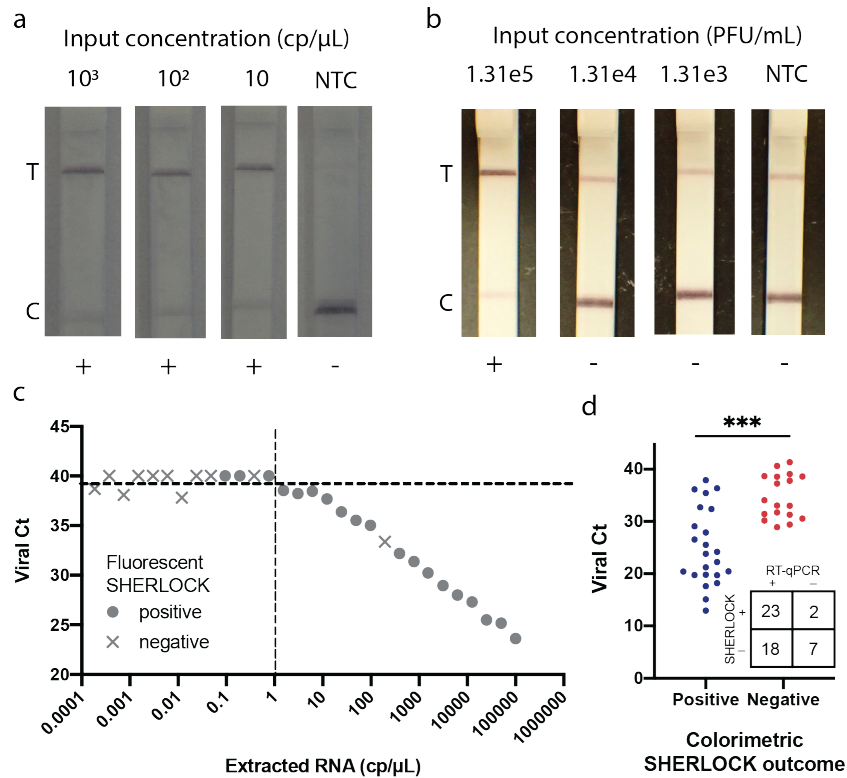 a
Input concentration (cp/µL)
10³ 10² 10 NTC
T
C
+ + + -
b
Input concentration (PFU/mL)
1.31e5 1.31e4 1.31e3 NTC
T
C
+ - - -
c
45
40
35
30
25
20
Viral Ct
Fluorescent
SHERLOCK
positive
negative
0.0001 0.001 0.01 0.1 1 10 100 1000 10000 100000 1000000
Extracted RNA (cp/µL)
d
***
40
30
20
10
0
Viral Ct
RT-qPCR
+ –
SHERLOCK
+ 23 2
– 18 7
Positive Negative
Colorimetric
SHERLOCK outcome